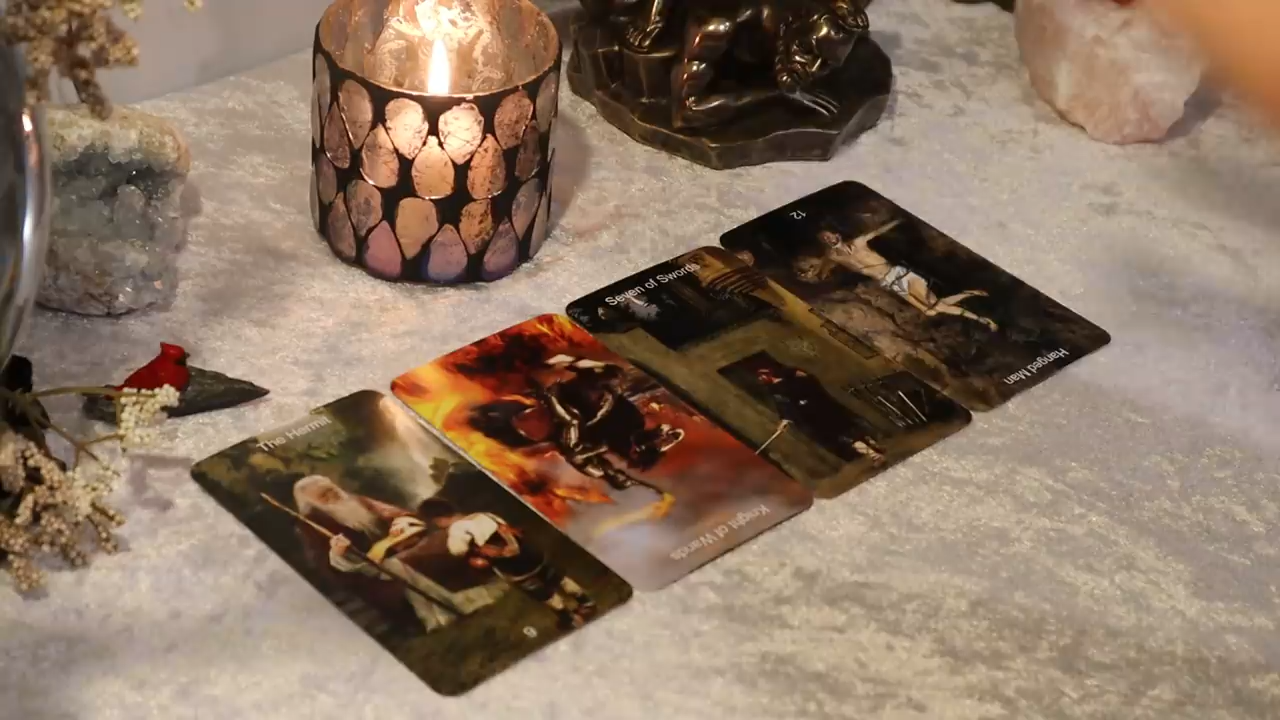 The Hermit
9
Knight of Wands
Seven of Swords
12
Hanged Man